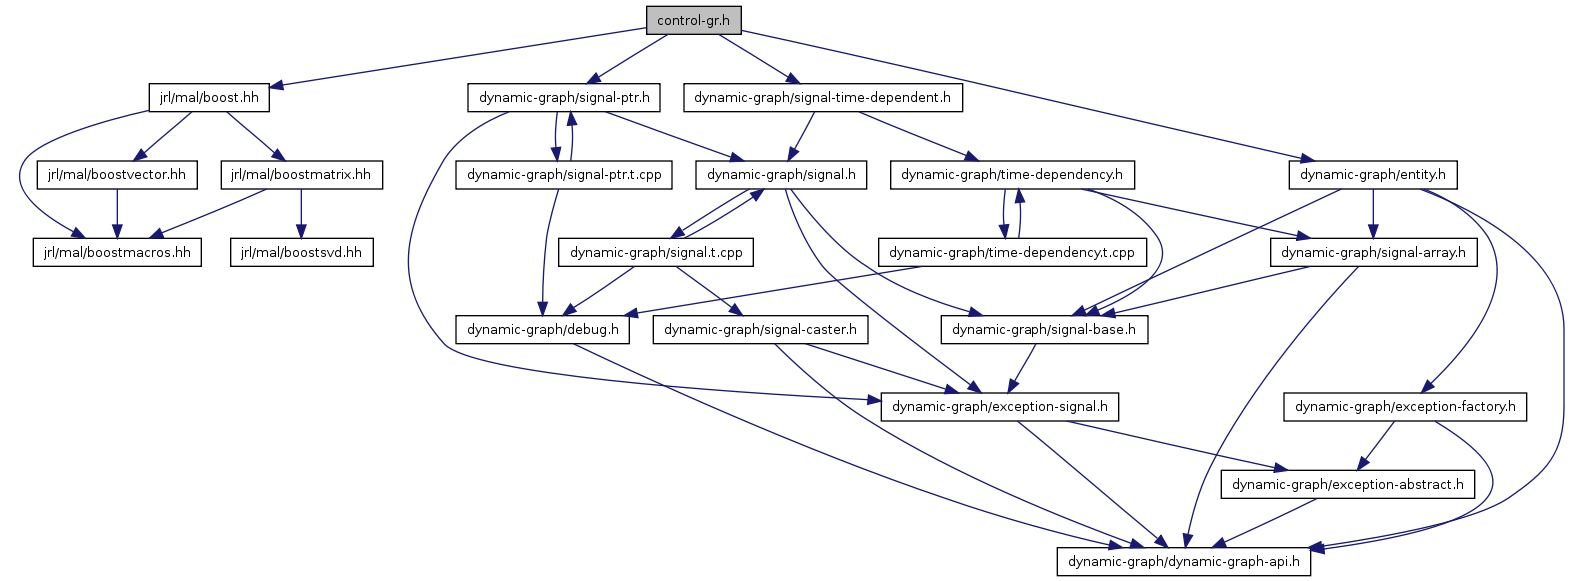 control-gr.h
jrl/mal/boost.hh
dynamic-graph/signal-ptr.h
dynamic-graph/signal-time-dependent.h
jrl/mal/boostvector.hh
jrl/mal/boostmatrix.hh
dynamic-graph/signal-ptr.t.cpp
dynamic-graph/signal.h
dynamic-graph/time-dependency.h
dynamic-graph/entity.h
jrl/mal/boostmacros.hh
jrl/mal/boostsvd.hh
dynamic-graph/signal.t.cpp
dynamic-graph/time-dependency.t.cpp
dynamic-graph/signal-array.h
dynamic-graph/debug.h
dynamic-graph/signal-caster.h
dynamic-graph/signal-base.h
dynamic-graph/exception-signal.h
dynamic-graph/exception-factory.h
dynamic-graph/exception-abstract.h
dynamic-graph/dynamic-graph-api.h